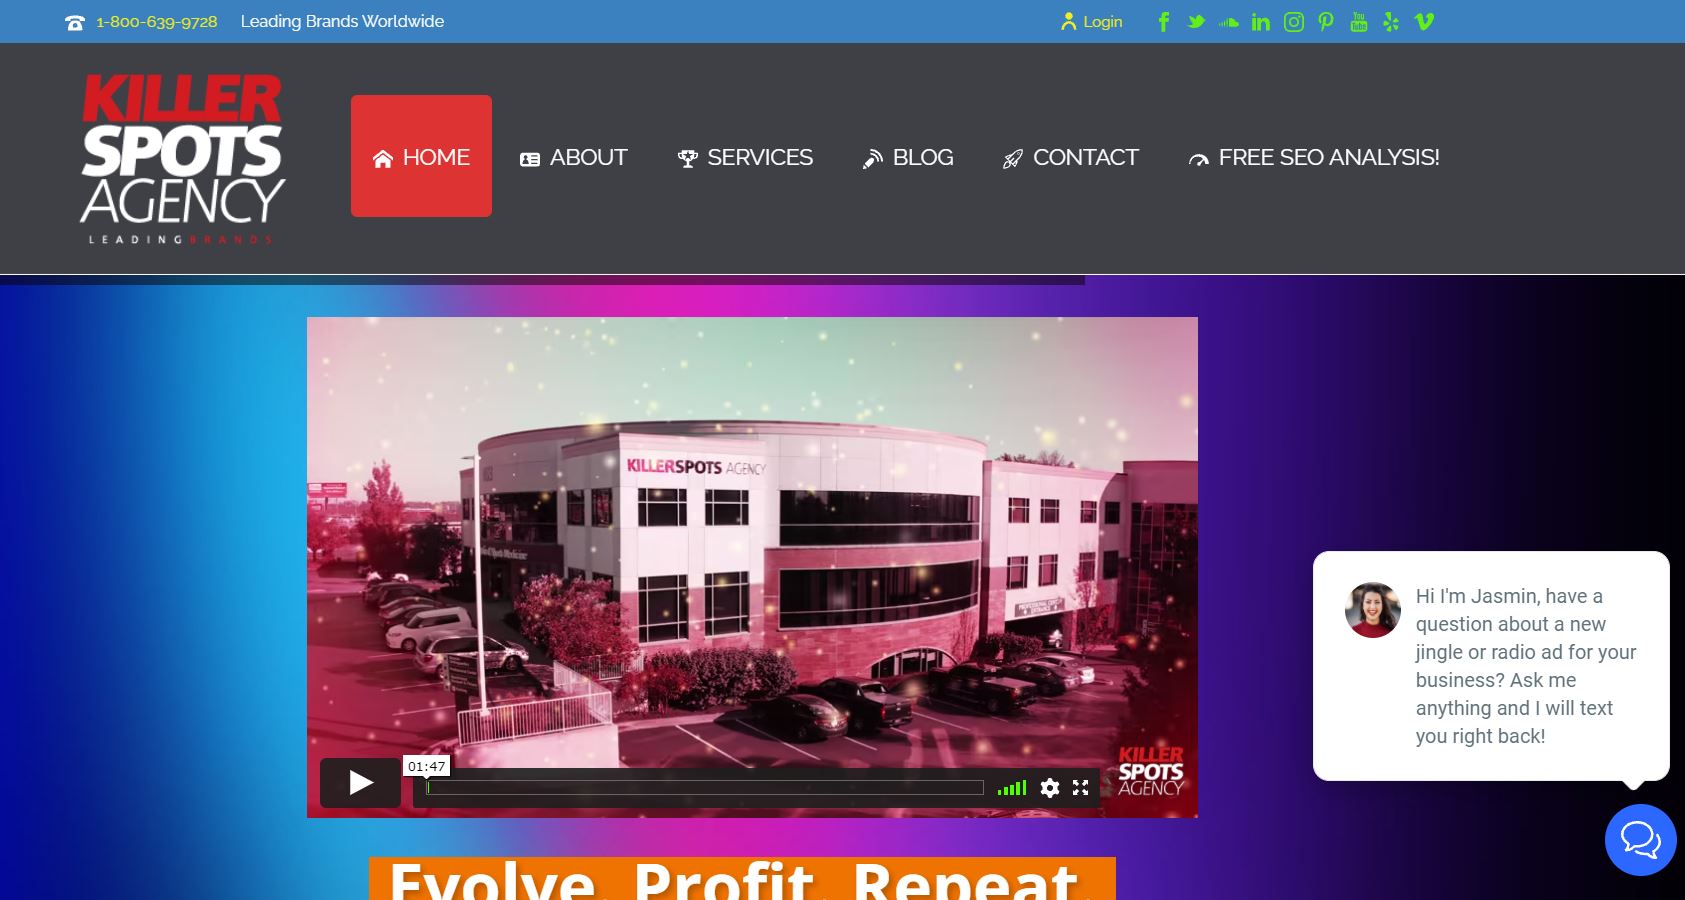 1-800-639-9728 Leading Brands Worldwide Login
KILLER
SPOTS
AGENCY
LEADINGBRANDS
HOME ABOUT SERVICES BLOG CONTACT FREE SEO ANALYSIS!
KILLERSPOTS AGENCY
01:47
KILLER
SPOTS
AGENCY
Hi I'm Jasmin, have a
question about a new
jingle or radio ad for your
business? Ask me
anything and I will text
you right back!
Evolve. Profit. Repeat.